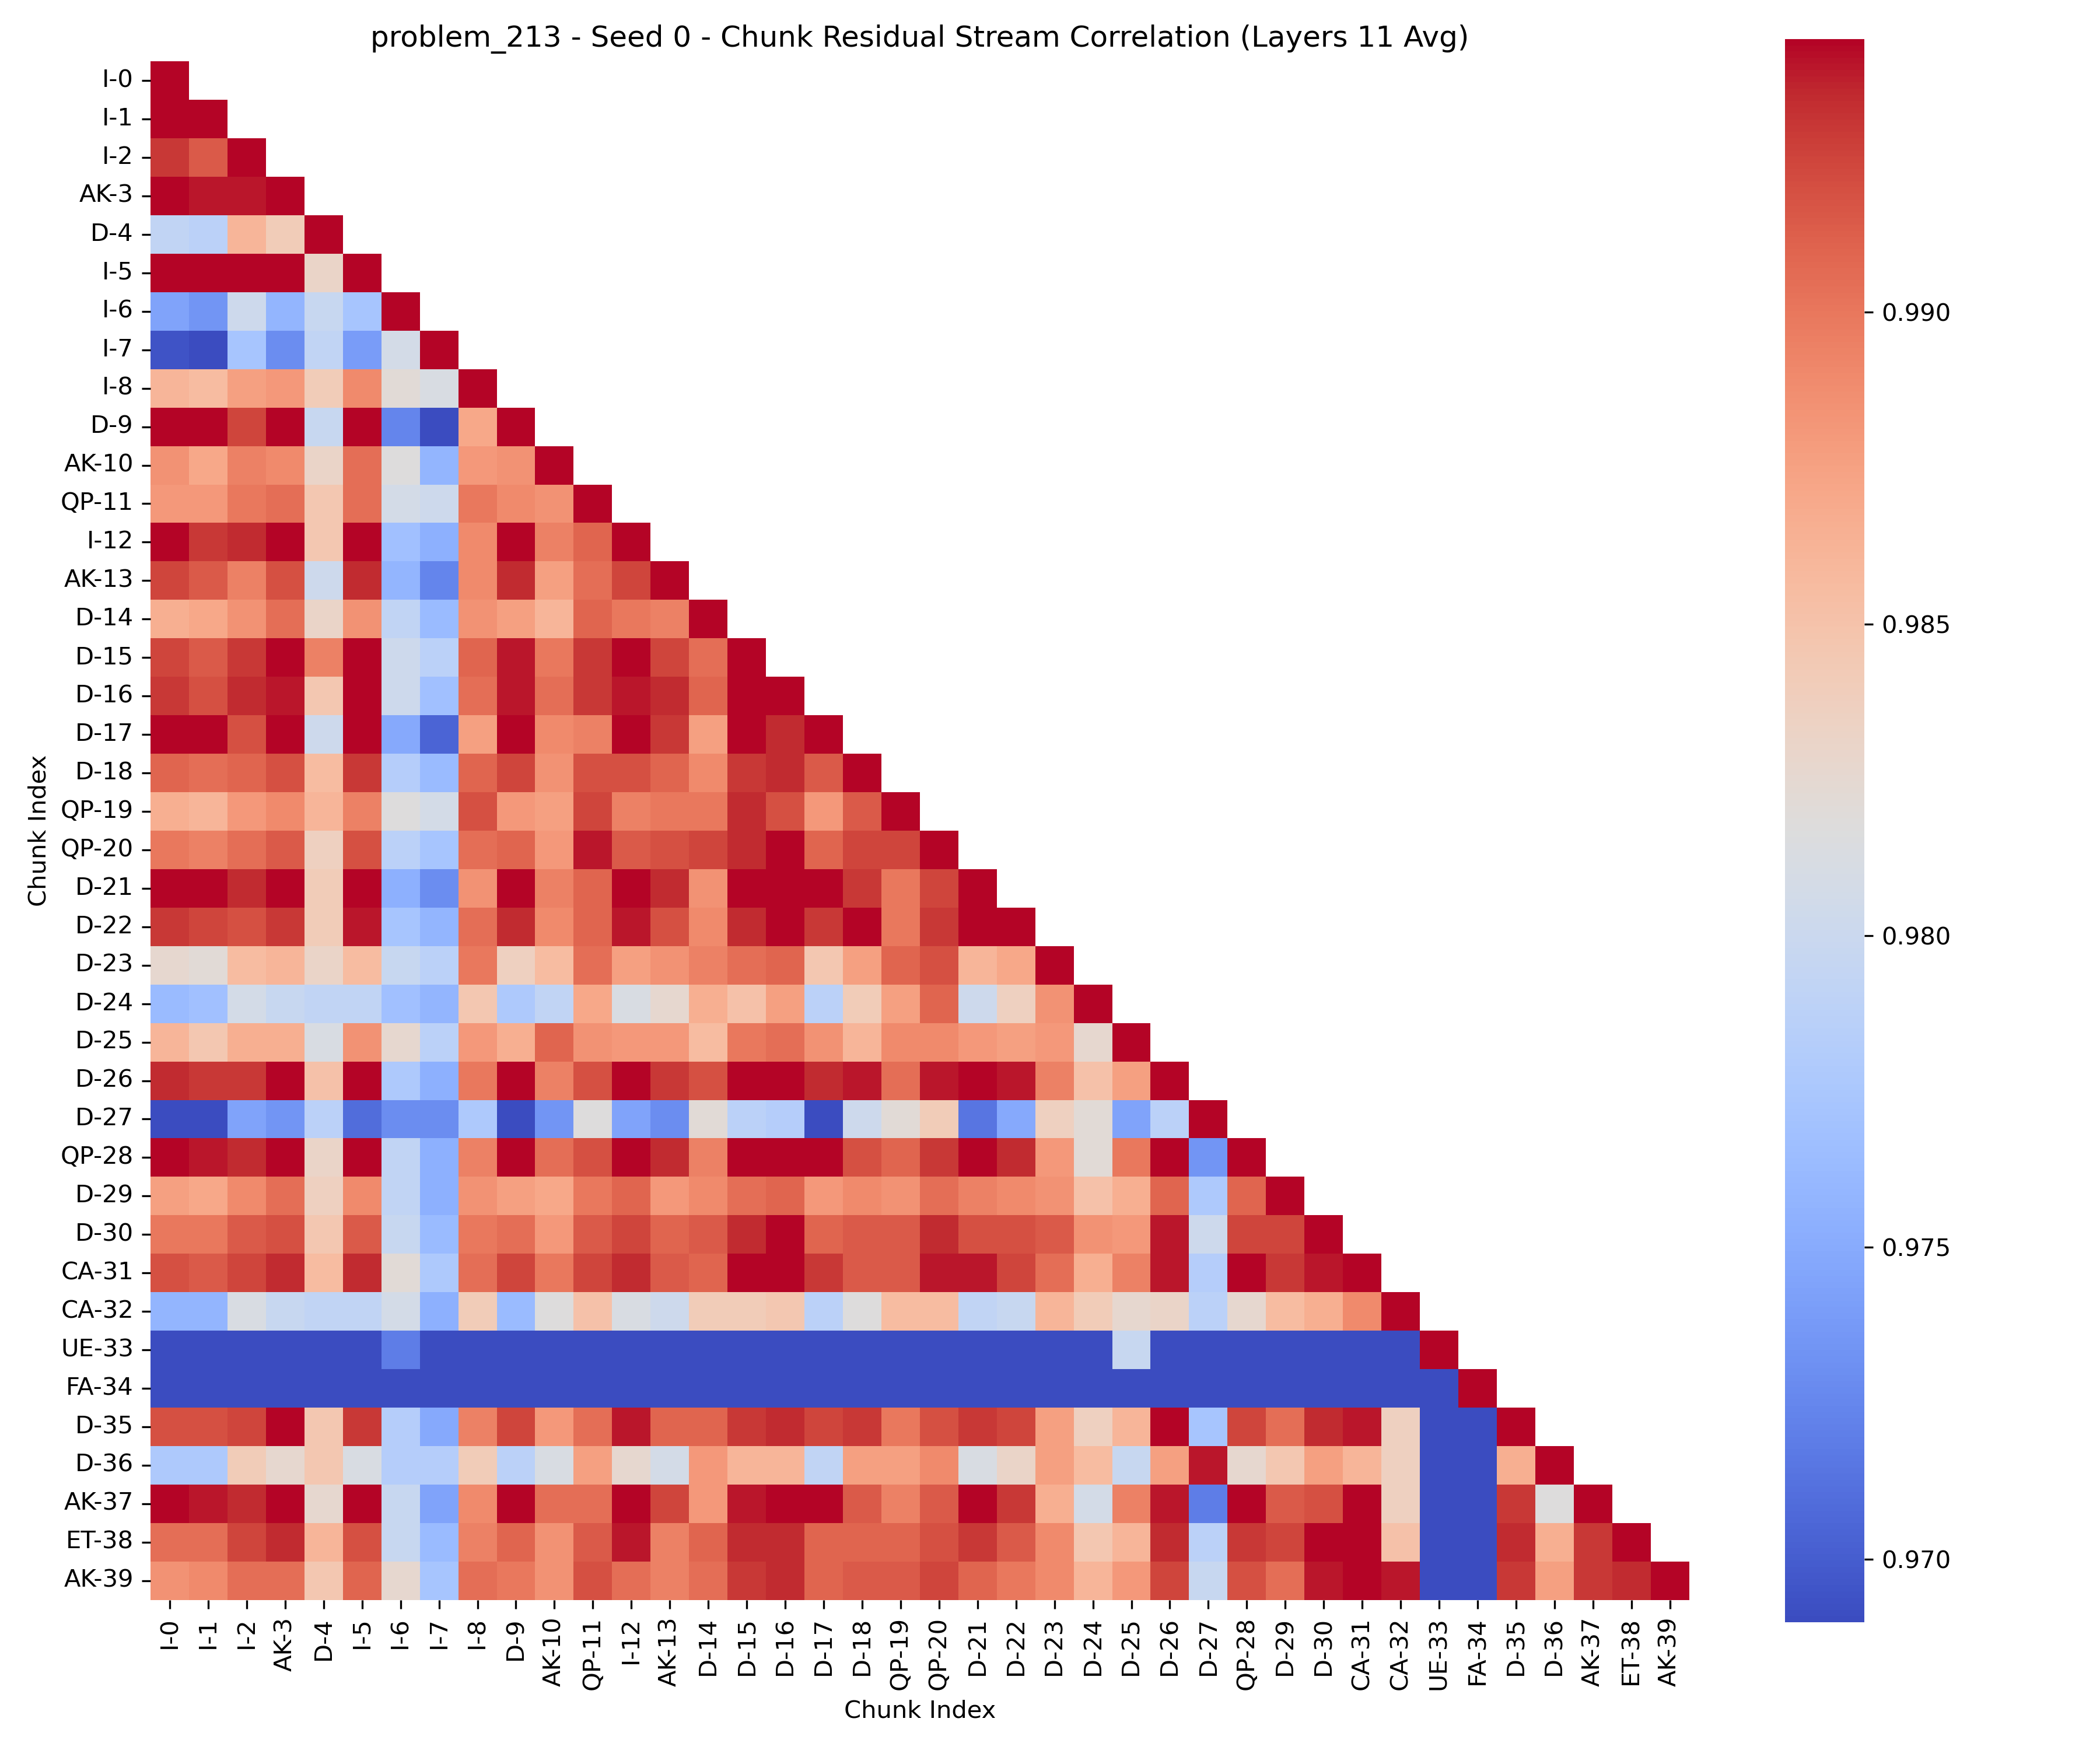 problem_213 - Seed 0 - Chunk Residual Stream Correlation (Layers 11 Avg)
I-0
I-1
I-2
AK-3
D-4
I-5
I-6
I-7
I-8
D-9
AK-10
QP-11
I-12
AK-13
D-14
D-15
D-16
D-17
D-18
QP-19
QP-20
D-21
D-22
D-23
D-24
D-25
D-26
D-27
QP-28
D-29
D-30
CA-31
CA-32
UE-33
FA-34
D-35
D-36
AK-37
ET-38
AK-39
Chunk Index
I-0
I-1
I-2
AK-3
D-4
I-5
I-6
I-7
I-8
D-9
AK-10
QP-11
I-12
AK-13
D-14
D-15
D-16
D-17
D-18
QP-19
QP-20
D-21
D-22
D-23
D-24
D-25
D-26
D-27
QP-28
D-29
D-30
CA-31
CA-32
UE-33
FA-34
D-35
D-36
AK-37
ET-38
AK-39
Chunk Index
0.990
0.985
0.980
0.975
0.970